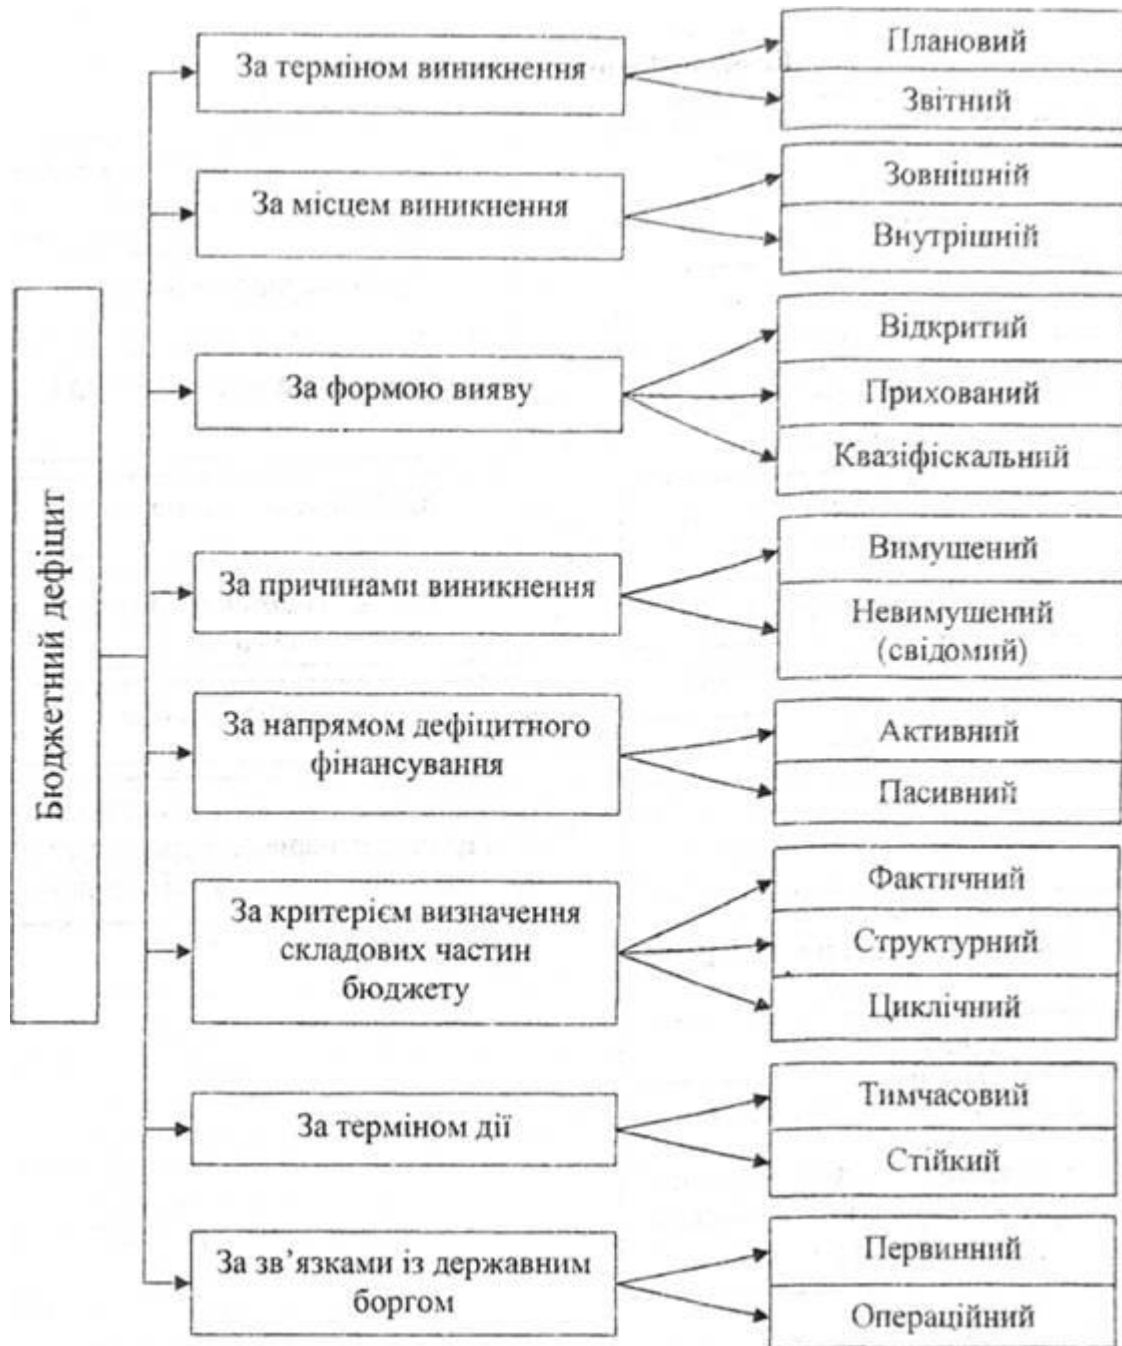 Бюджетний дефіцит
За терміном виникнення
Плановий
Звітний
За місцем виникнення
Зовнішній
Внутрішній
За формою вияву
Відкритий
Прихований
Квазіфіскальний
За причинами виникнення
Вимушений
Невимушений
(свідомий)
За напрямом дефіцитного
фінансування
Активний
Пасивний
За критерієм визначення
складових частин
бюджету
Фактичний
Структурний
Циклічний
За терміном дії
Тимчасовий
Стійкий
За зв’язками із державним
боргом
Первинний
Операційний